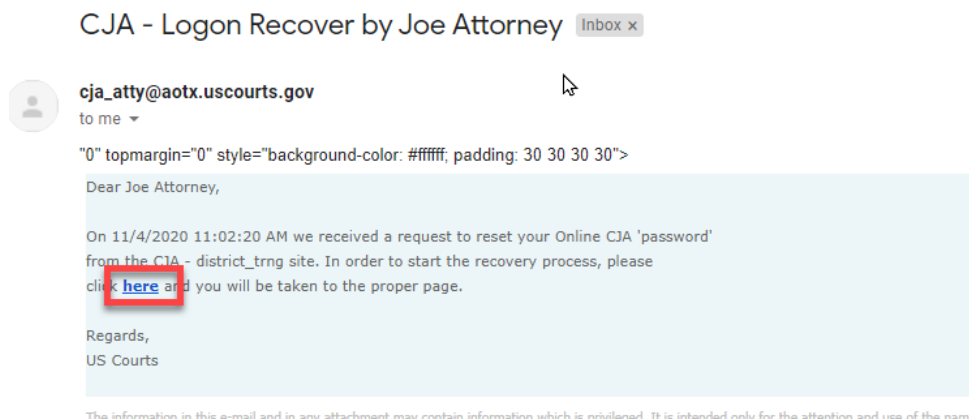 CJA - Logon Recover by Joe Attorney Inbox x
cja_atty@aotx.uscourts.gov
to me
"0" topmargin="0" style="background-color: #ffffff; padding: 30 30 30 30">
Dear Joe Attorney,
On 11/4/2020 11:02:20 AM we received a request to reset your Online CJA 'password'
from the CJA - district_trng site. In order to start the recovery process, please
click here and you will be taken to the proper page.
Regards,
US Courts
The information in this e-mail and in any attachment may contain information which is privileged. It is intended only for the attention and use of the